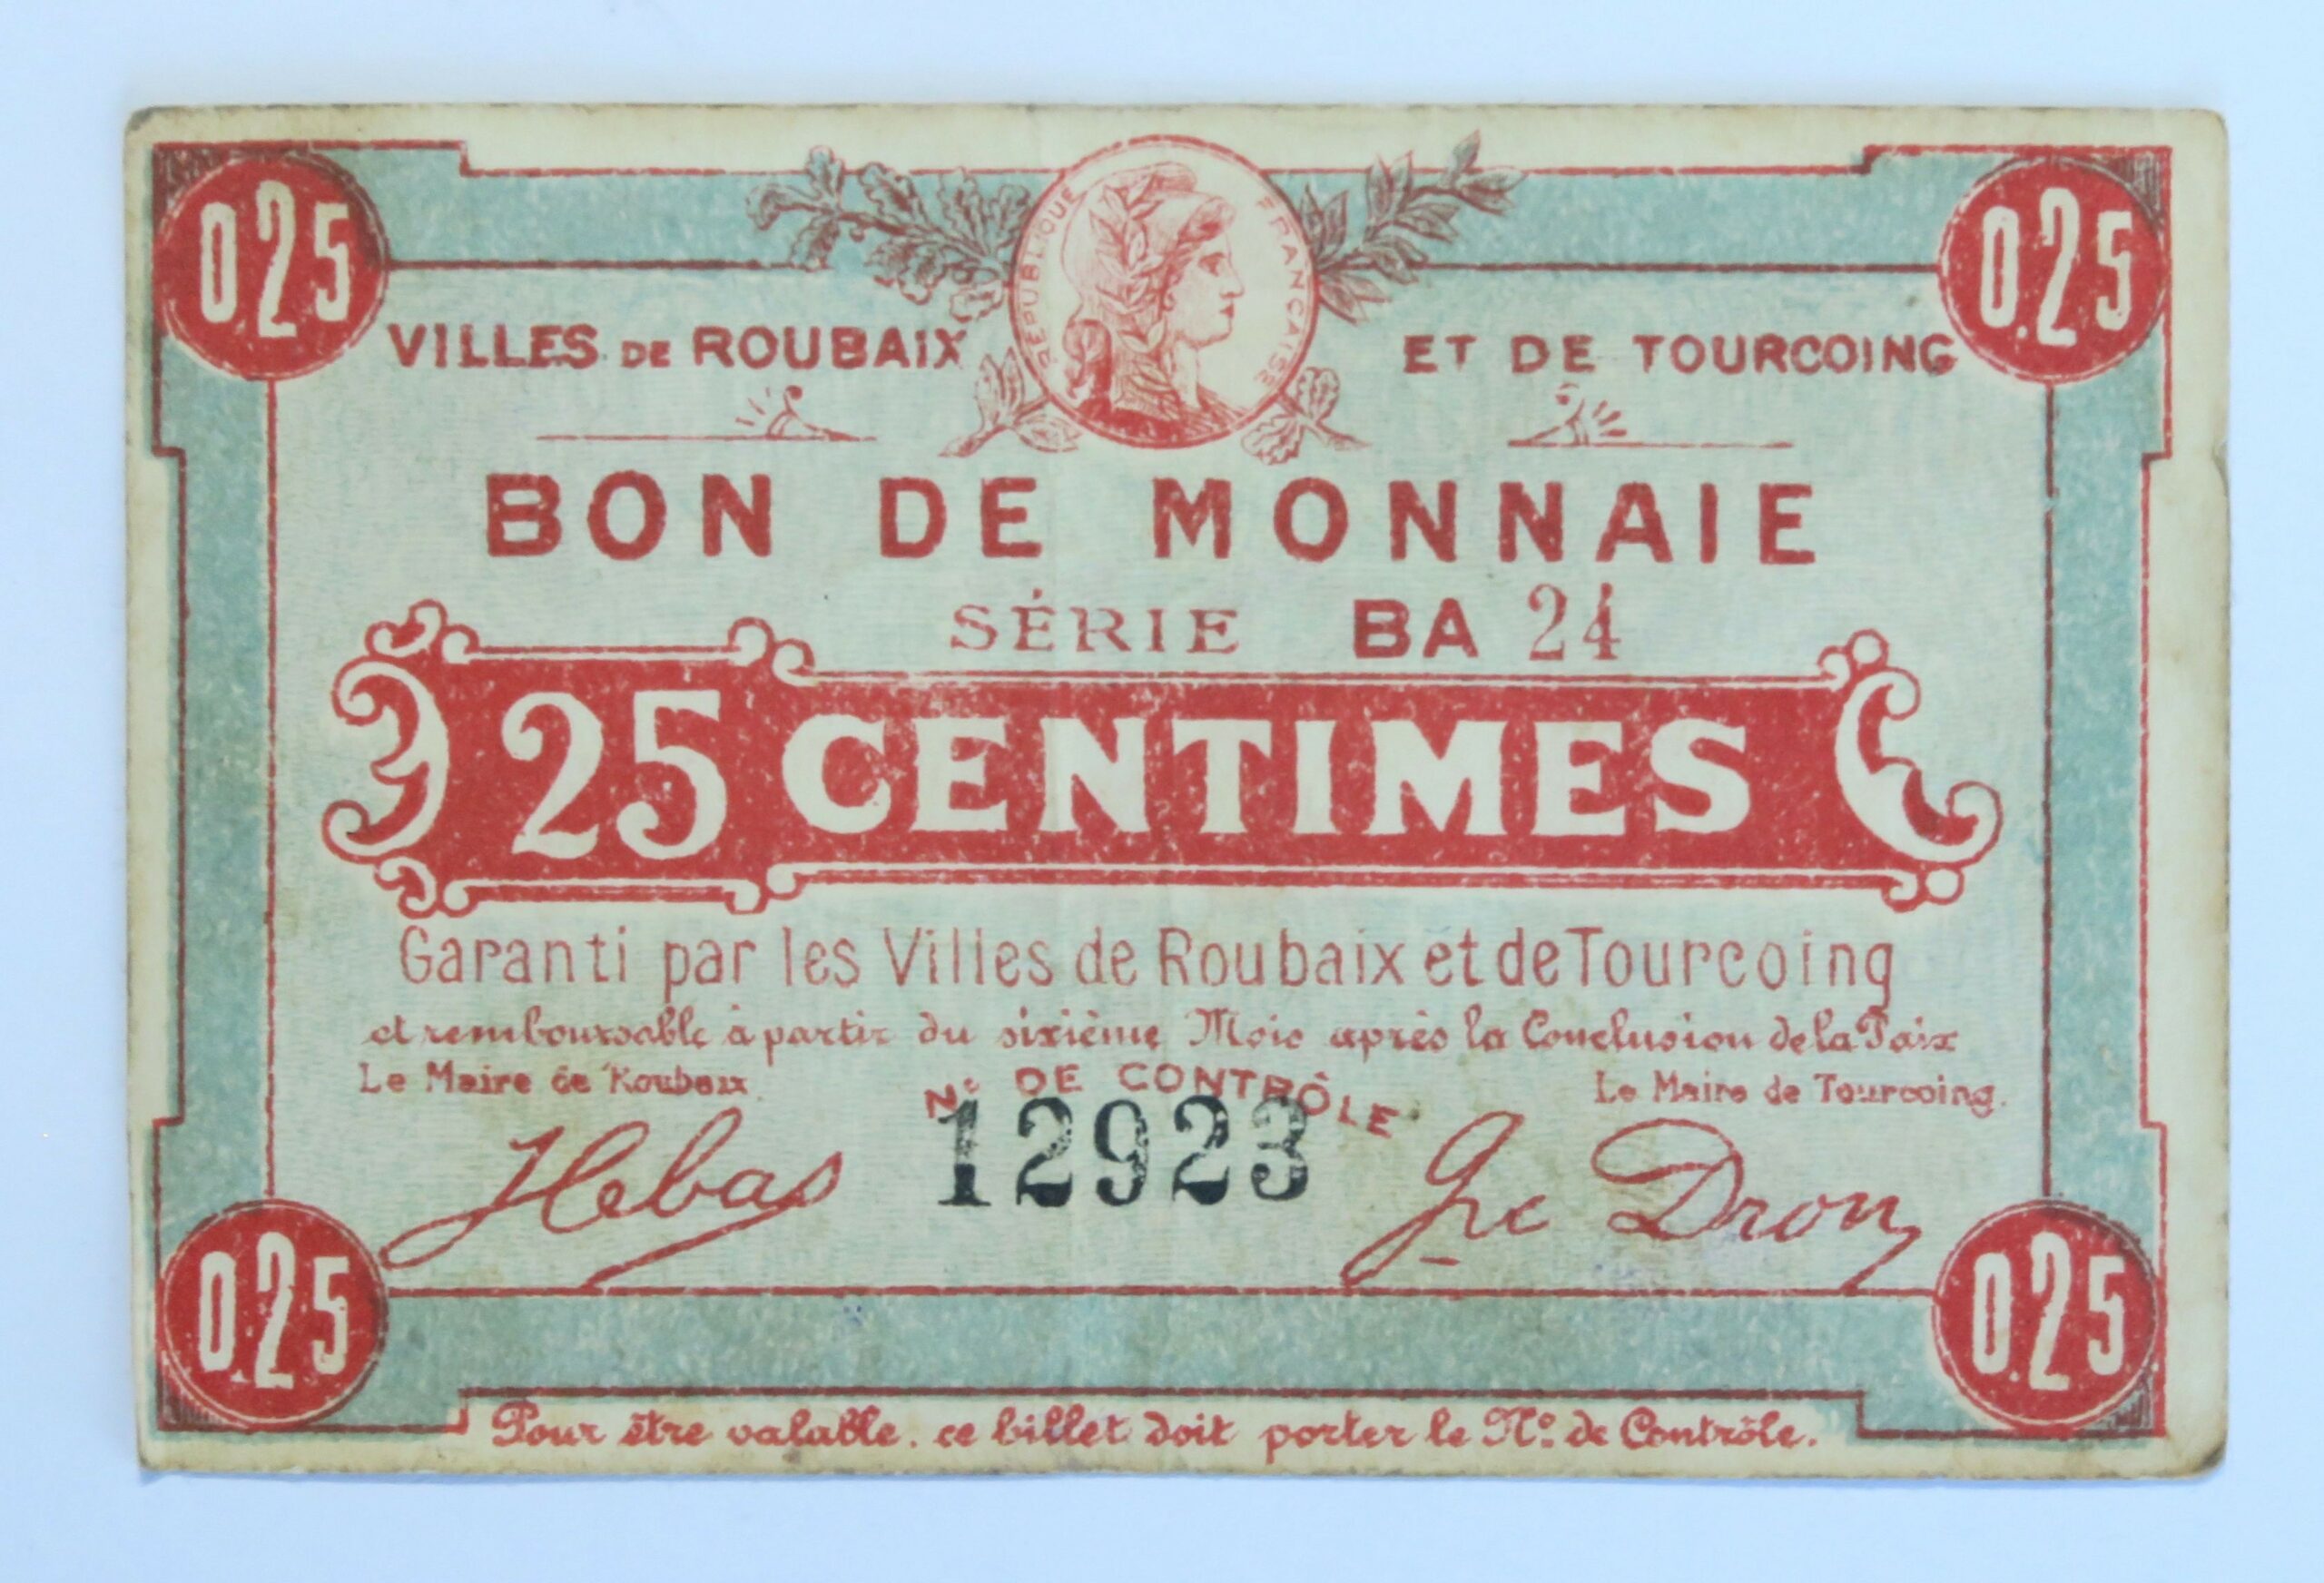 0.25
0.25
RÉPUBLIQUE FRANÇAISE
VILLES DE ROUBAIX ET DE TOURCOING
BON DE MONNAIE
SÉRIE BA 24
25 CENTIMES
Garanti par les Villes de Roubaix et de Tourcoing
et remboursable à partir du sixième Mois après la Conclusion de la Paix
Le Maire de Roubaix
N° DE CONTRÔLE
Le Maire de Tourcoing.
12923
HLebas
Gve Dron
0.25
0.25
Pour être valable. ce billet doit porter le N° de Contrôle.